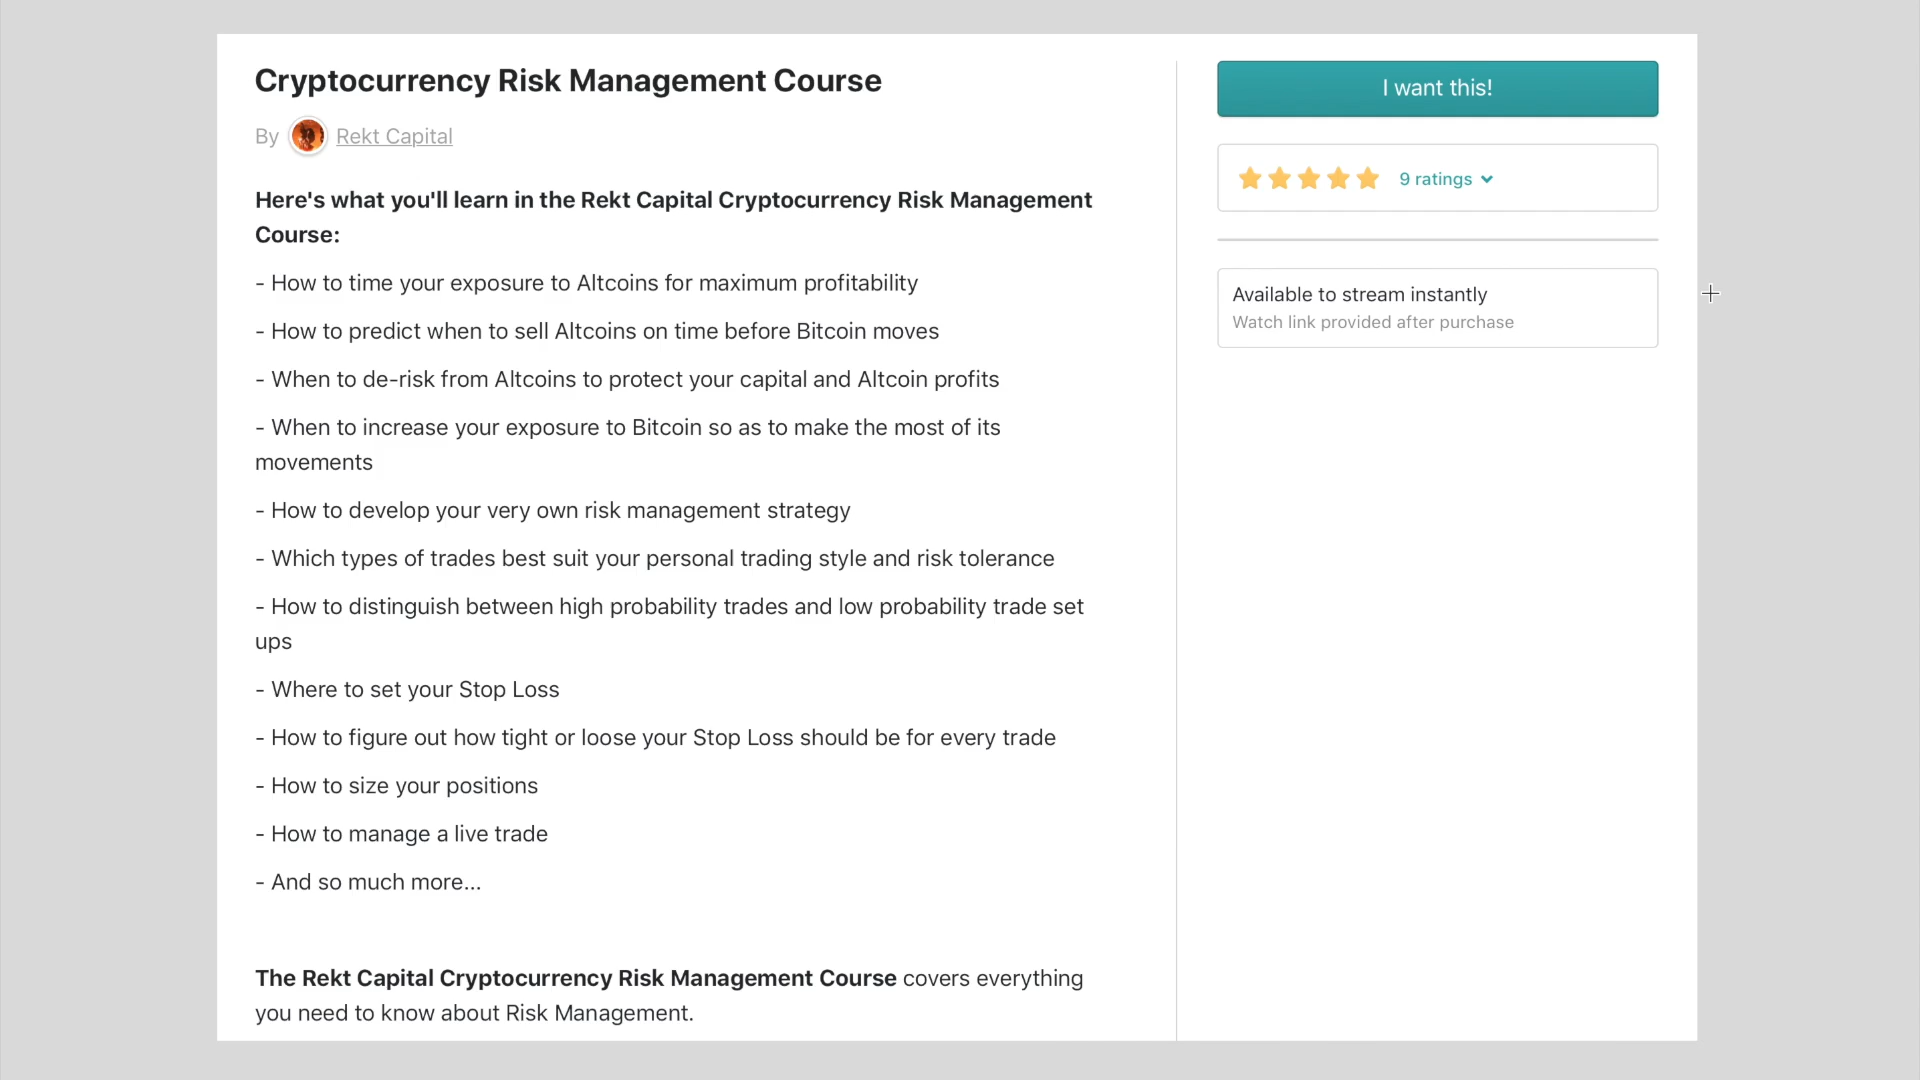 Cryptocurrency Risk Management Course
By Rekt Capital
Here's what you'll learn in the Rekt Capital Cryptocurrency Risk Management
Course:
- How to time your exposure to Altcoins for maximum profitability
- How to predict when to sell Altcoins on time before Bitcoin moves
- When to de-risk from Altcoins to protect your capital and Altcoin profits
- When to increase your exposure to Bitcoin so as to make the most of its
movements
- How to develop your very own risk management strategy
- Which types of trades best suit your personal trading style and risk tolerance
- How to distinguish between high probability trades and low probability trade set
ups
- Where to set your Stop Loss
- How to figure out how tight or loose your Stop Loss should be for every trade
- How to size your positions
- How to manage a live trade
- And so much more...
The Rekt Capital Cryptocurrency Risk Management Course covers everything
you need to know about Risk Management.
I want this!
9 ratings
Available to stream instantly
Watch link provided after purchase